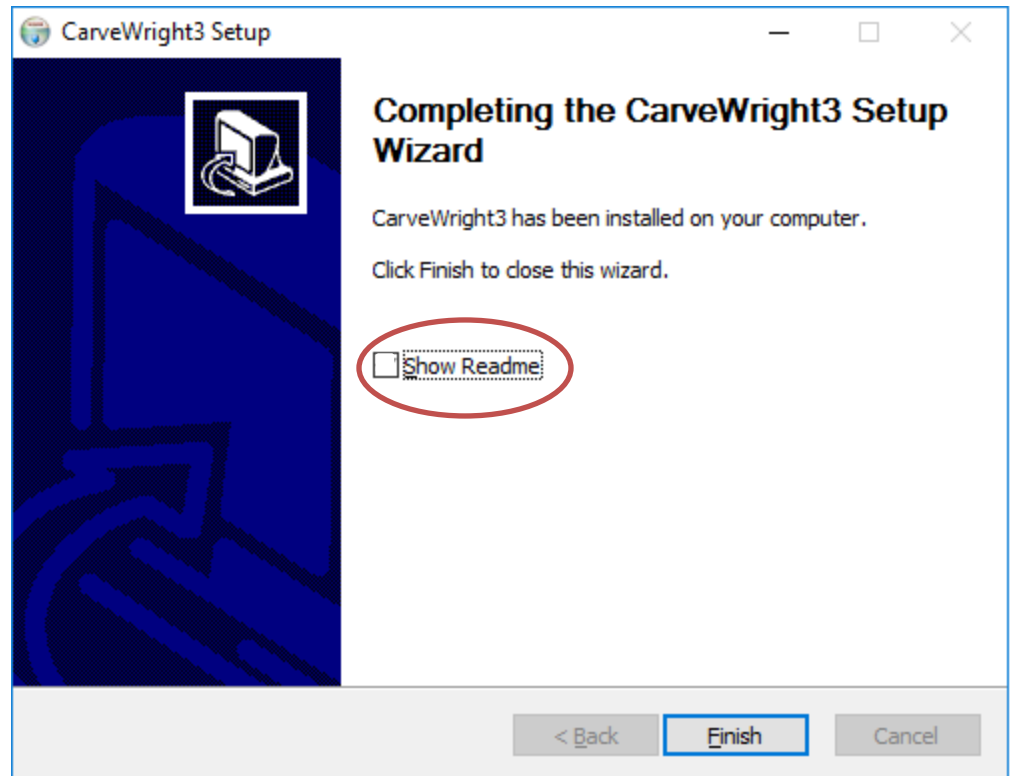 CarveWright3 Setup
Completing the CarveWright3 Setup
Wizard
CarveWright3 has been installed on your computer.
Click Finish to close this wizard.
Show Readme
< Back
Finish
Cancel